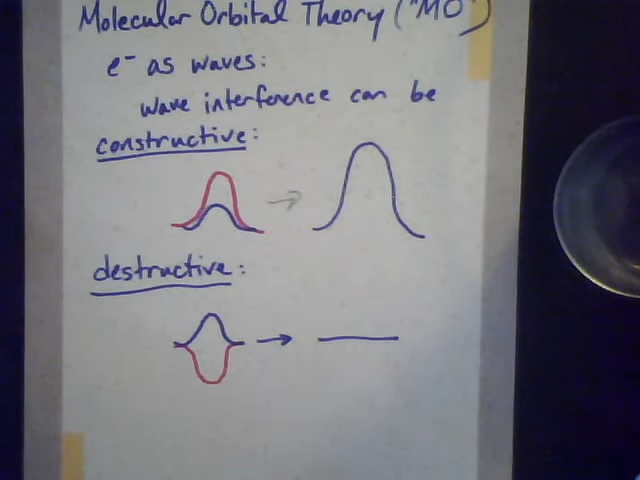 Molecular Orbital Theory ("MO")
e⁻ as waves:
wave interference can be
constructive:
destructive: